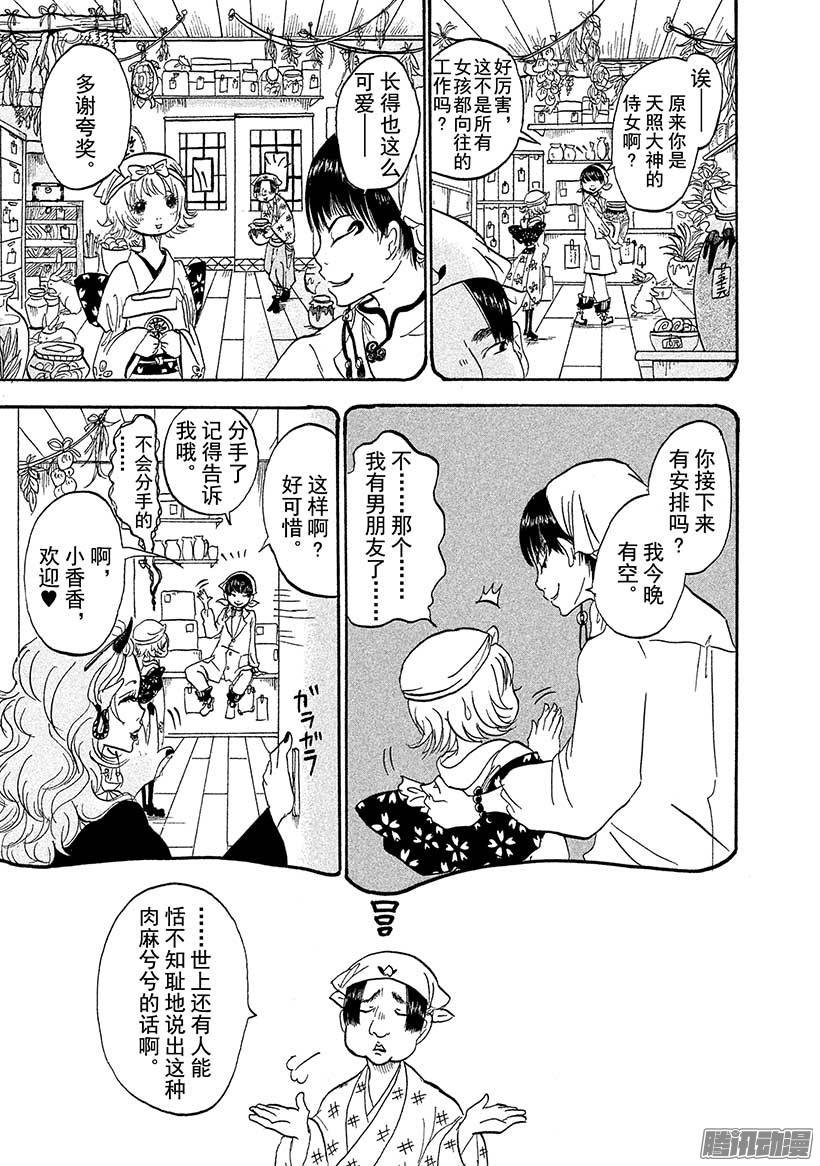 诶——
原来你是
天照大神的
侍女啊？
好厉害，
这不是所有
女孩都向往的
工作吗？
长得也这么
可爱——
多谢夸奖。
你接下来
有安排吗？
我今晚
有空。
不……那个……
我有男朋友了……
这样啊？
好可惜。
分手了
记得告诉
我哦。
不会分手的
……
啊，
小香香，
欢迎♥
ガラガラ
……世上还有人能
恬不知耻地说出这种
肉麻兮兮的话啊。
腾讯动漫